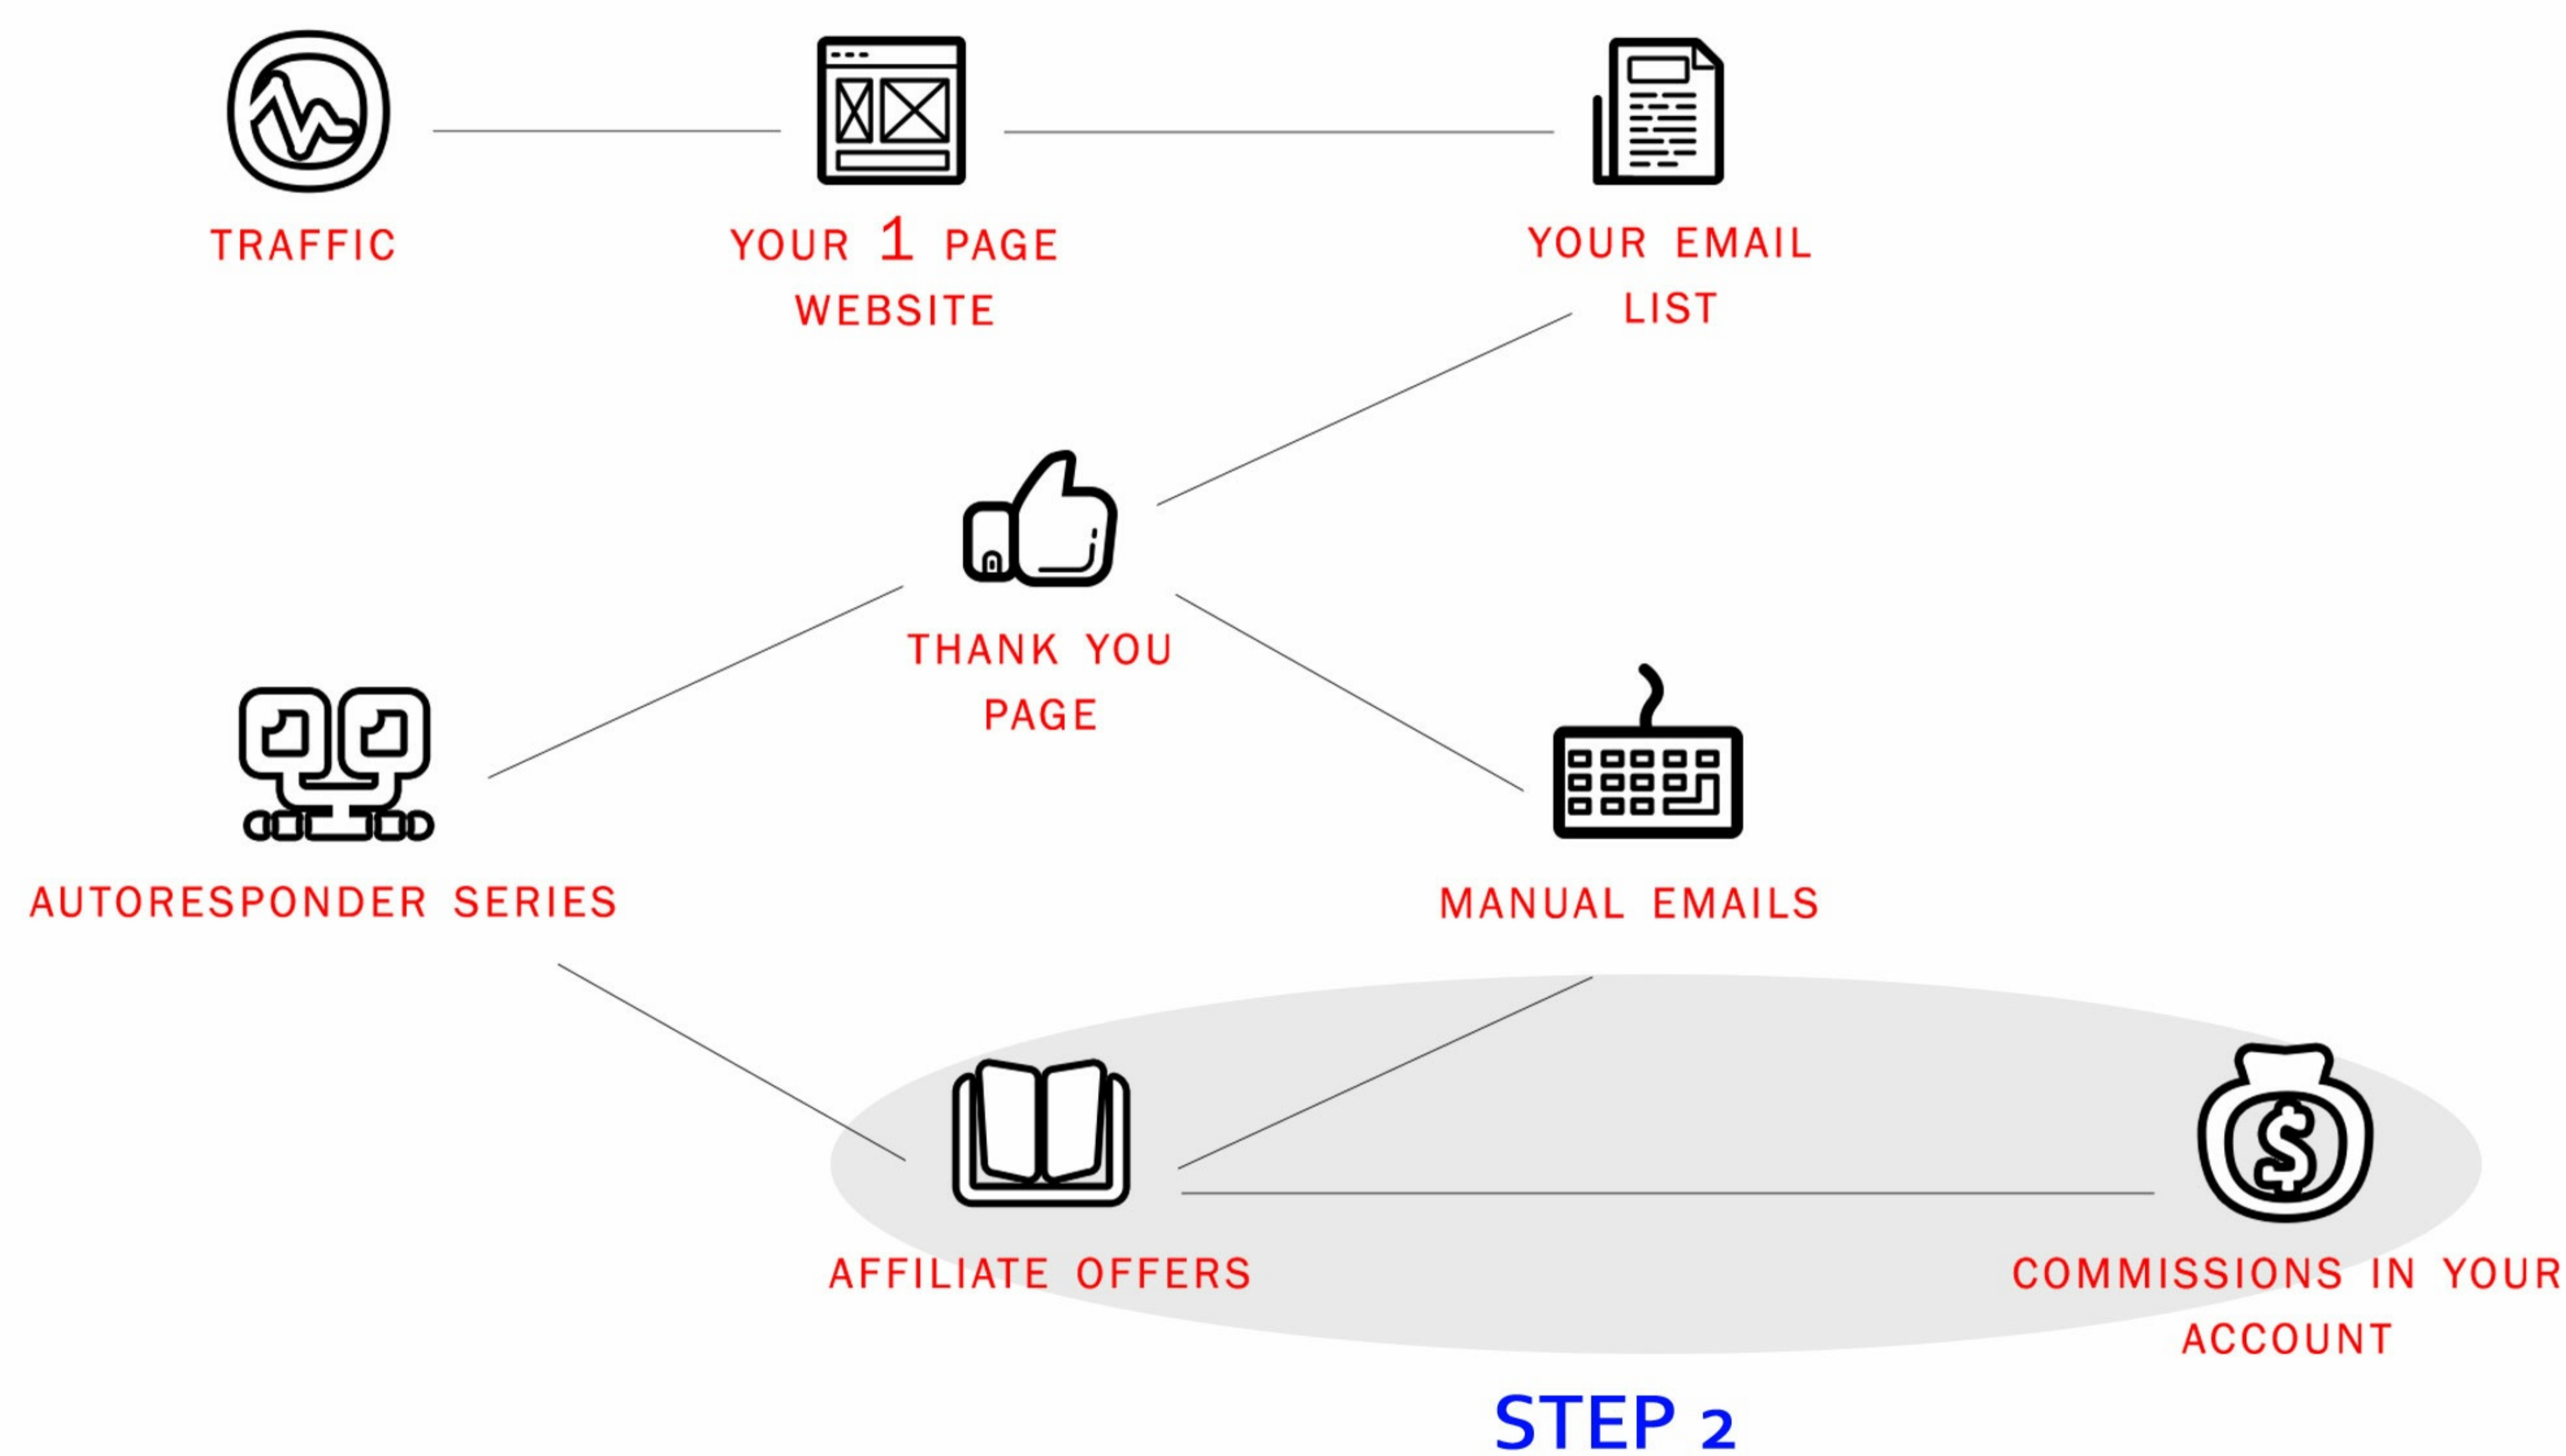 TRAFFIC
YOUR 1 PAGE
WEBSITE
YOUR EMAIL
LIST
THANK YOU
PAGE
AUTORESPONDER SERIES
MANUAL EMAILS
AFFILIATE OFFERS
COMMISSIONS IN YOUR
ACCOUNT
STEP 2